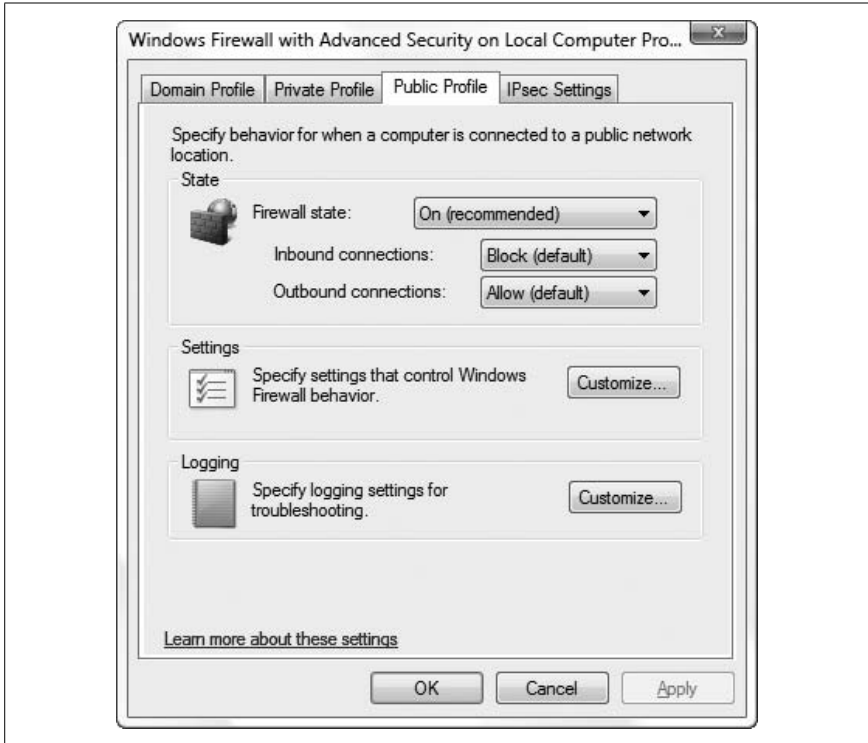 Windows Firewall with Advanced Security on Local Computer Pro...
Domain Profile
Private Profile
Public Profile
IPsec Settings
Specify behavior for when a computer is connected to a public network
location.
State
Firewall state:
On (recommended)
Inbound connections:
Block (default)
Outbound connections:
Allow (default)
Settings
Specify settings that control Windows
Firewall behavior.
Customize...
Logging
Specify logging settings for
troubleshooting.
Customize...
Learn more about these settings
OK
Cancel
Apply